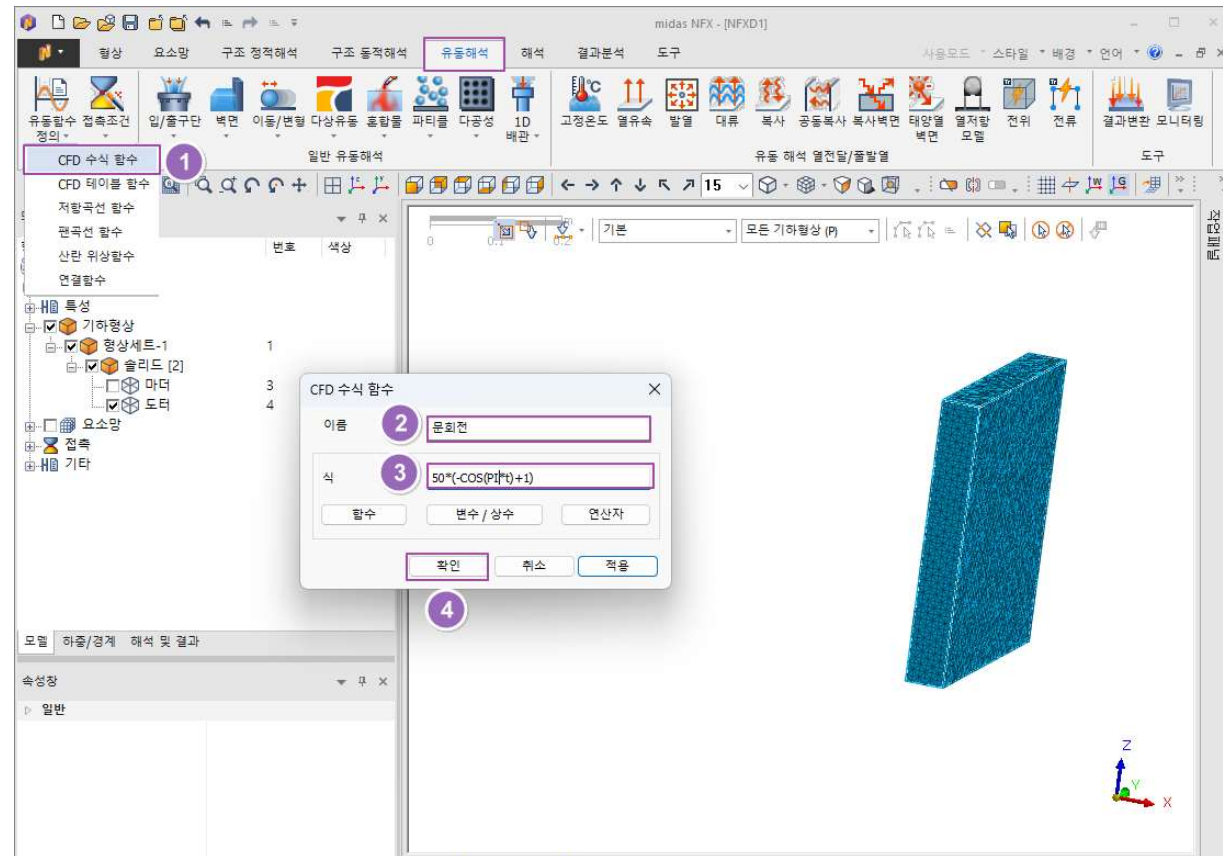 midas NFX - [NFXD1]
형상 요소망 구조 정적해석 구조 동적해석 유동해석 해석 결과분석 도구 사용모드 스타일 배경 언어
유동함수 접촉조건 입/출구단 벽면 이동/변형 다상유동 혼합물 파티클 다공성 1D 고정온도 열유속 발열 대류 복사 공동복사 복사벽면 태양열 열저항 전위 전류 결과변환 모니터링
정의 배관 벽면 모델
일반 유동해석 유동 해석 열전달/줄발열 도구
CFD 수식 함수 1
CFD 테이블 함수
저항곡선 함수
팬곡선 함수
산란 위상함수
연결함수
15
번호 색상
0 0.1 0.2
기본 모든 기하형상 (P)
작업패널
특성
기하형상
형상세트-1 1
솔리드 [2]
마더 3
도터 4
요소망
접촉
기타
CFD 수식 함수
이름 2 문회전
식 3 50*(-COS(PI*t)+1)
함수 변수 / 상수 연산자
확인 취소 적용
4
모델 하중/경계 해석 및 결과
속성창
일반
Z
Y
X